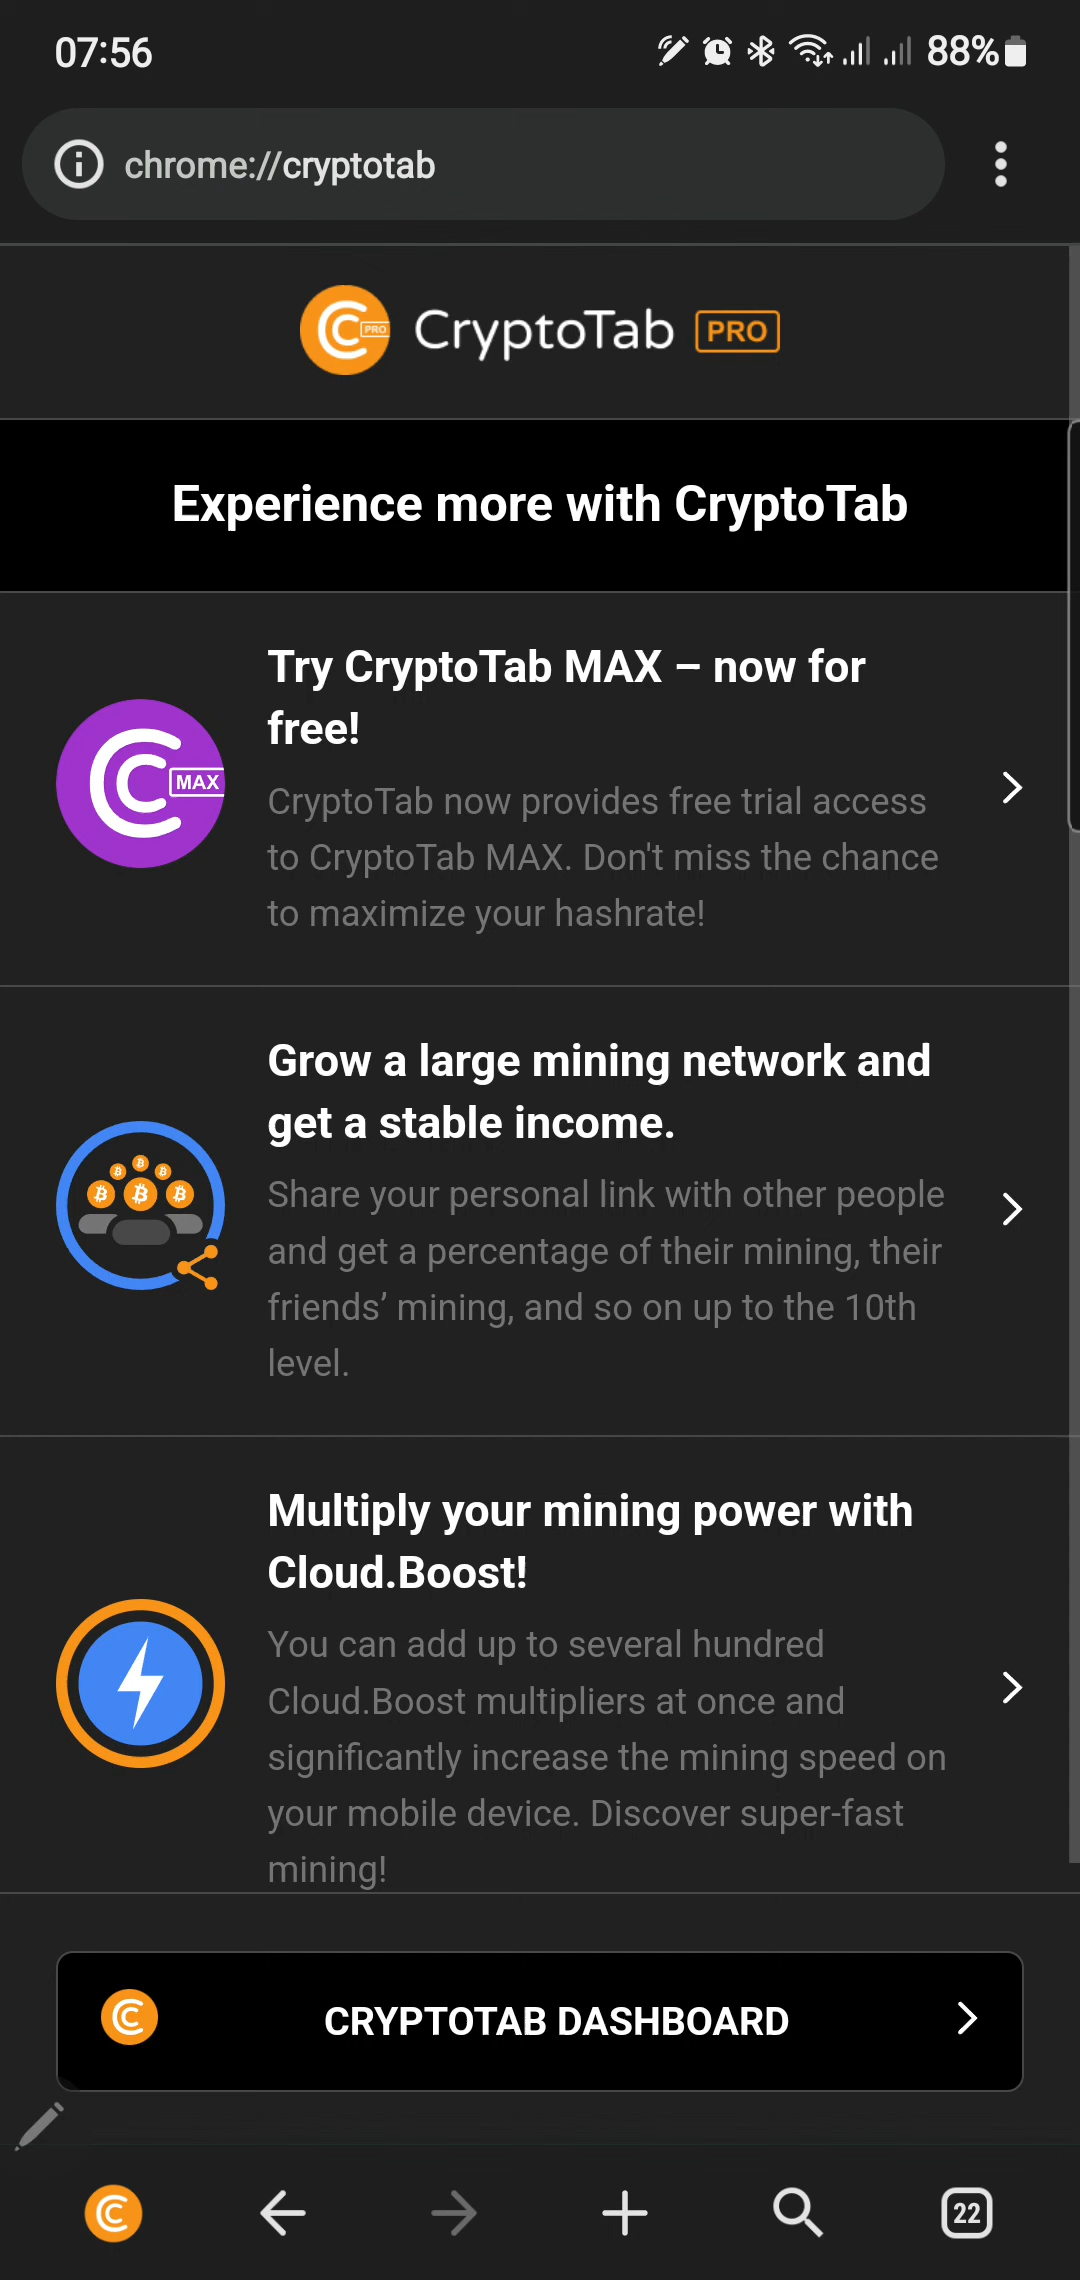 07:56
88%
chrome://cryptotab
C PRO CryptoTab PRO
Experience more with CryptoTab
Try CryptoTab MAX – now for
free!
MAX
CryptoTab now provides free trial access
to CryptoTab MAX. Don't miss the chance
to maximize your hashrate!
Grow a large mining network and
get a stable income.
Share your personal link with other people
and get a percentage of their mining, their
friends’ mining, and so on up to the 10th
level.
Multiply your mining power with
Cloud.Boost!
You can add up to several hundred
Cloud.Boost multipliers at once and
significantly increase the mining speed on
your mobile device. Discover super-fast
mining!
CRYPTOTAB DASHBOARD
22